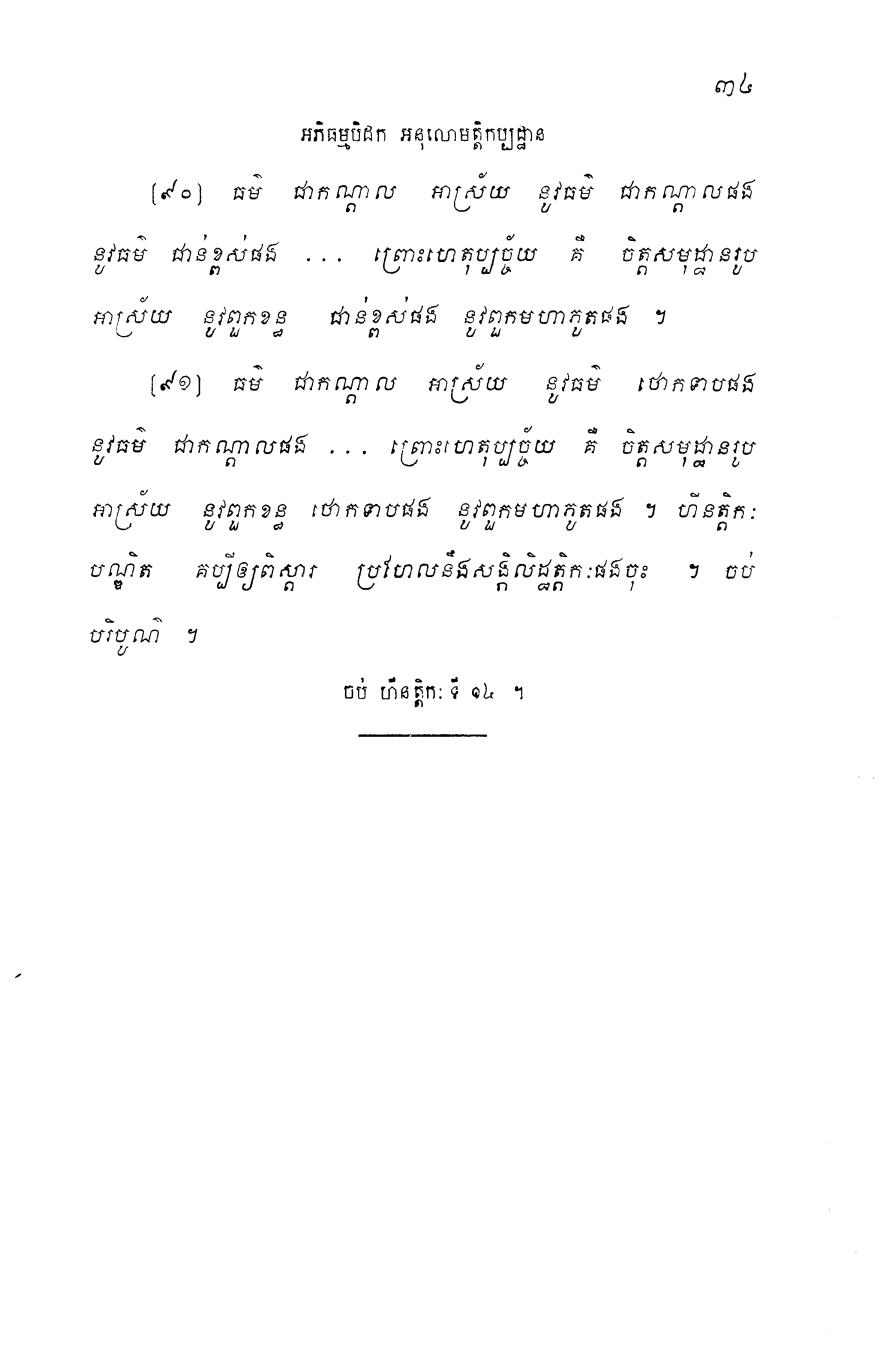 ៣៤
អភិធម្មបិដក អនុលោមត្តិកប្បដ្ឋាន
[៩០] ធម៌ ជាកណ្តាល អាស្រ័យ នូវធម៌ ជាកណ្តាលផង
នូវធម៌ ជាន់ខ្ពស់ផង ... ព្រោះហេតុប្បច្ច័យ គឺ ចិត្តសមុដ្ឋានរូប
អាស្រ័យ នូវពួកខន្ធ ជាន់ខ្ពស់ផង នូវពួកមហាភូតផង ។
[៩១] ធម៌ ជាកណ្តាល អាស្រ័យ នូវធម៌ ថោកទាបផង
នូវធម៌ ជាកណ្តាលផង ... ព្រោះហេតុប្បច្ច័យ គឺ ចិត្តសមុដ្ឋានរូប
អាស្រ័យ នូវពួកខន្ធ ថោកទាបផង នូវពួកមហាភូតផង ។ ហីនត្តិកៈ
បណ្ឌិត គប្បីឲ្យពិស្តារ ប្រហែលនឹងសង្កិលិដ្ឋត្តិកៈផងចុះ ។ ចប់
បរិបូណ៌ ។
ចប់ ហីនត្តិកៈ ទី ១៤ ។